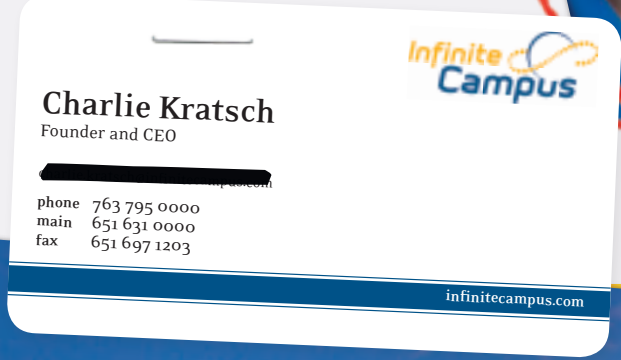 Infinite
Campus
Charlie Kratsch
Founder and CEO
phone 763 795 0000
main 651 631 0000
fax 651 697 1203
infinitecampus.com